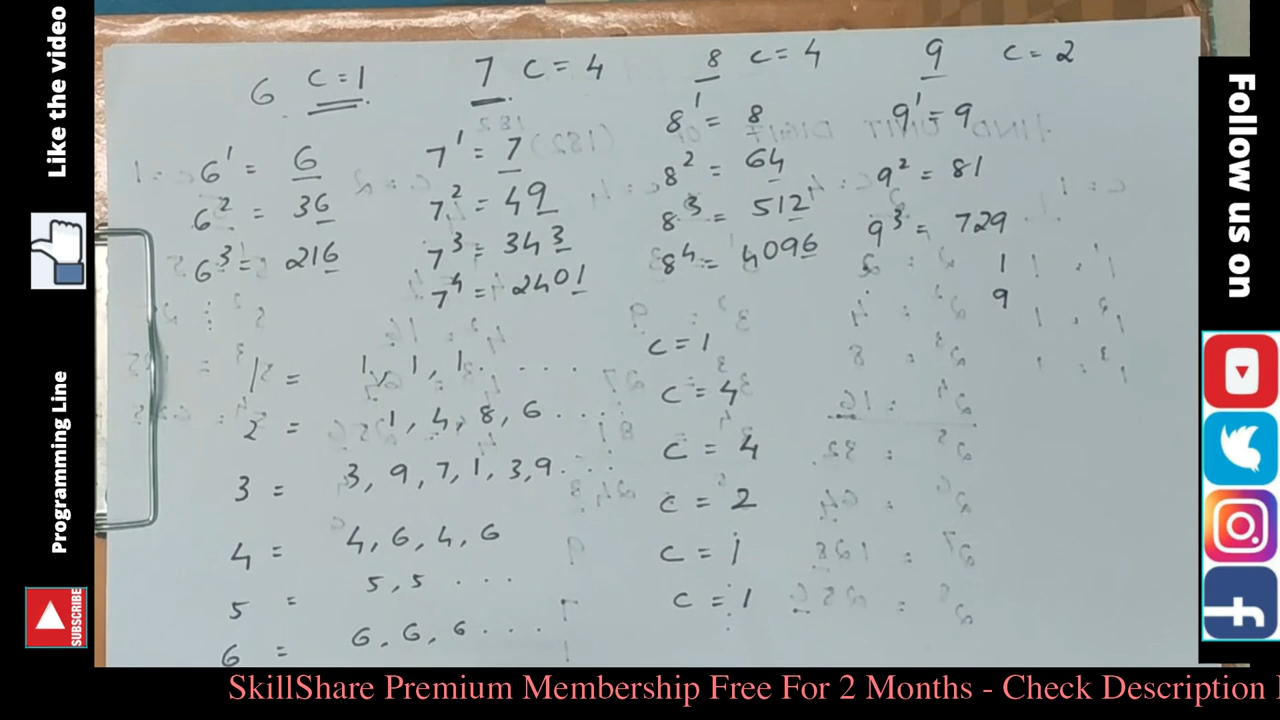 Like the video
Programming Line
SUBSCRIBE
6 C=1
6¹ = 6
6² = 36
6³ = 216
7 C = 4
7¹ = 7
7² = 49
7³ = 343
7⁴ = 2401
8 C = 4
8¹ = 8
8² = 64
8³ = 512
8⁴ = 4096
9 C = 2
9¹ = 9
9² = 81
9³ = 729
1
9
1 = 1, 1, 1..... C = 1
2 = 1, 4, 8, 6.... C = 4
3 = 3, 9, 7, 1, 3, 9.... C = 4
4 = 4, 6, 4, 6 C = 2
5 = 5, 5 ... C = 1
6 = 6, 6, 6.... C = 1
Follow us on
SkillShare Premium Membership Free For 2 Months - Check Description